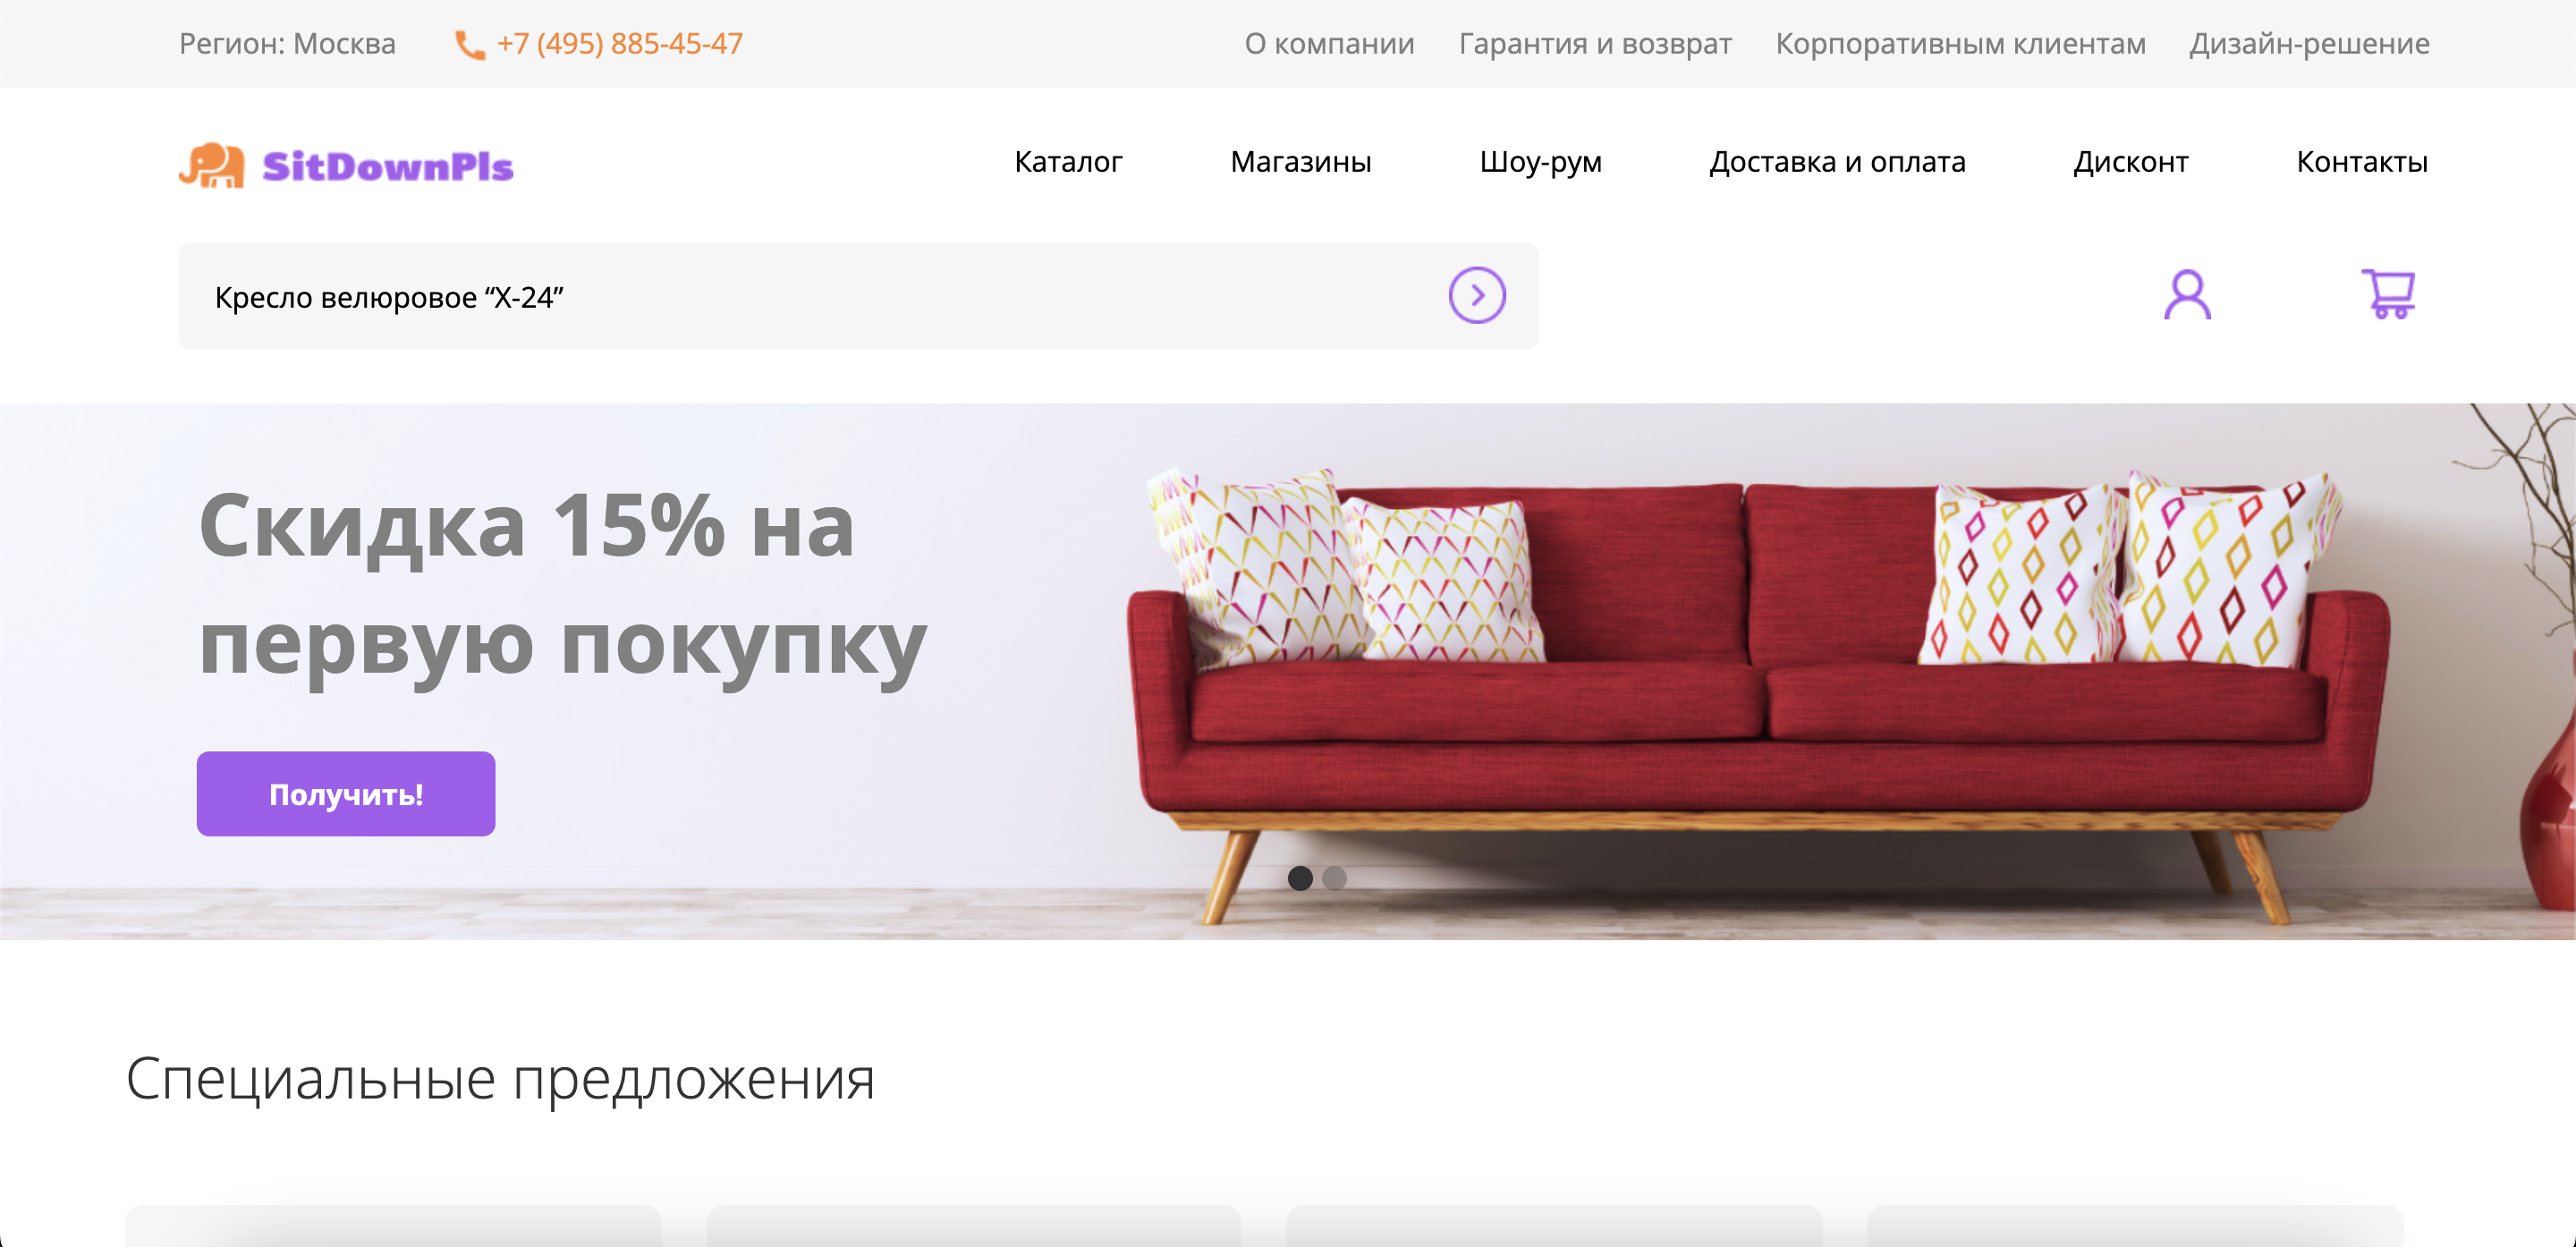 Регион: Москва +7 (495) 885-45-47 О компании Гарантия и возврат Корпоративным клиентам Дизайн-решение
SitDownPls Каталог Магазины Шоу-рум Доставка и оплата Дисконт Контакты
Кресло велюровое “X-24”
Скидка 15% на
первую покупку
Получить!
Специальные предложения